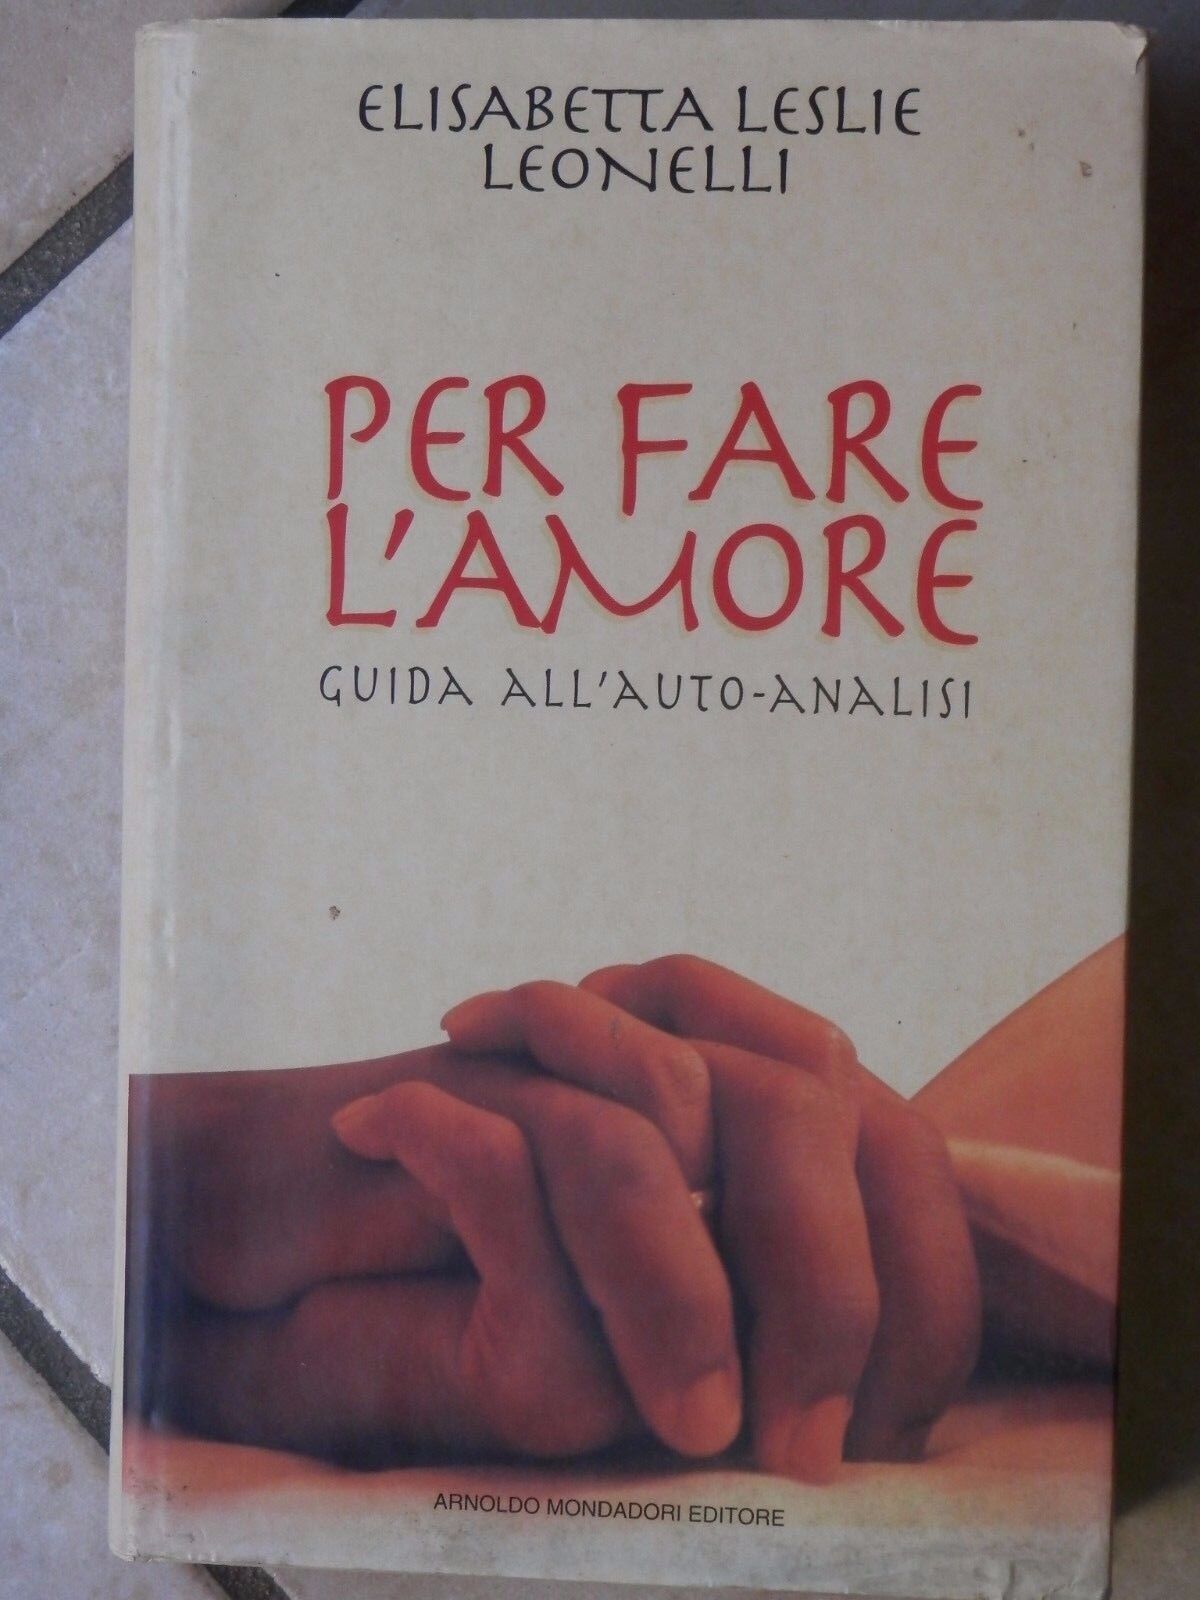 ELISABETTA LESLIE
LEONELLI
PER FARE
L'AMORE
GUIDA ALL'AUTO-ANALISI
ARNOLDO MONDADORI EDITORE